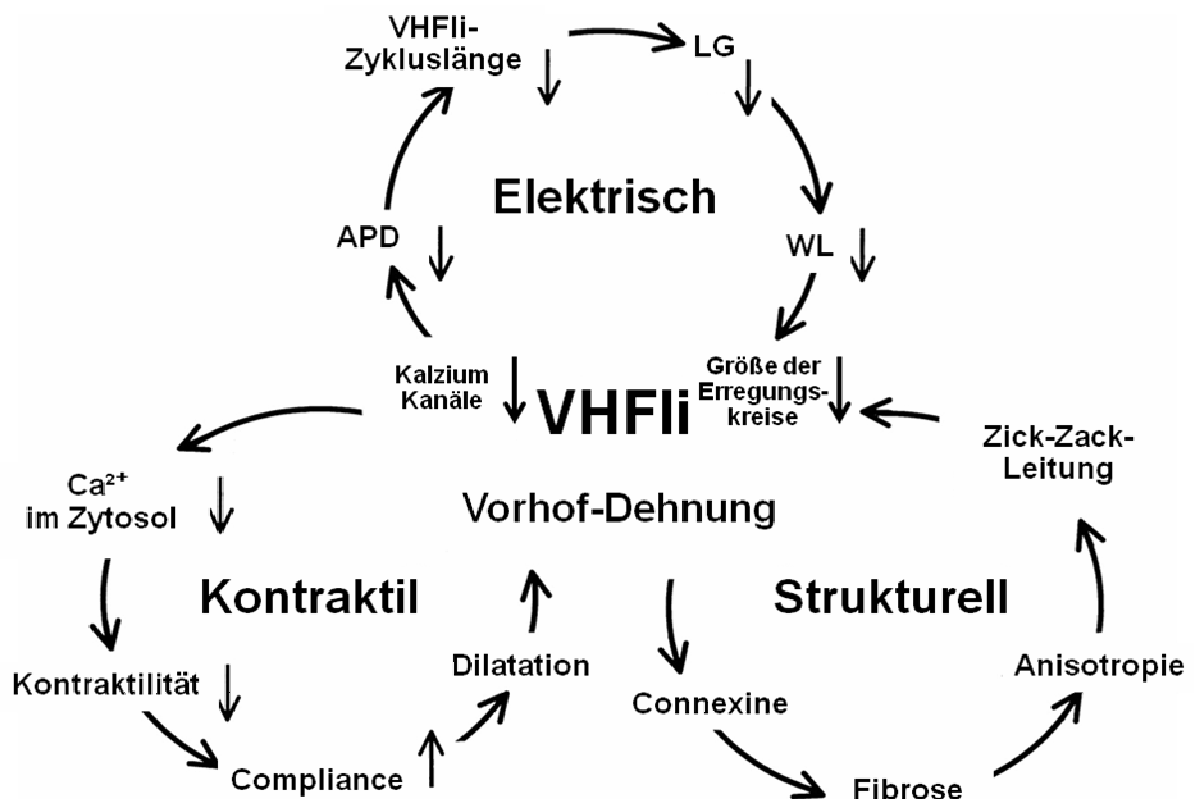 VHFli-
Zykluslänge
LG
Elektrisch
APD
WL
Kalzium
Kanäle
VHFli
Größe der
Erregungs-
kreise
Zick-Zack-
Leitung
Ca²⁺
im Zytosol
Vorhof-Dehnung
Kontraktil
Strukturell
Kontraktilität
Dilatation
Connexine
Anisotropie
Compliance
Fibrose